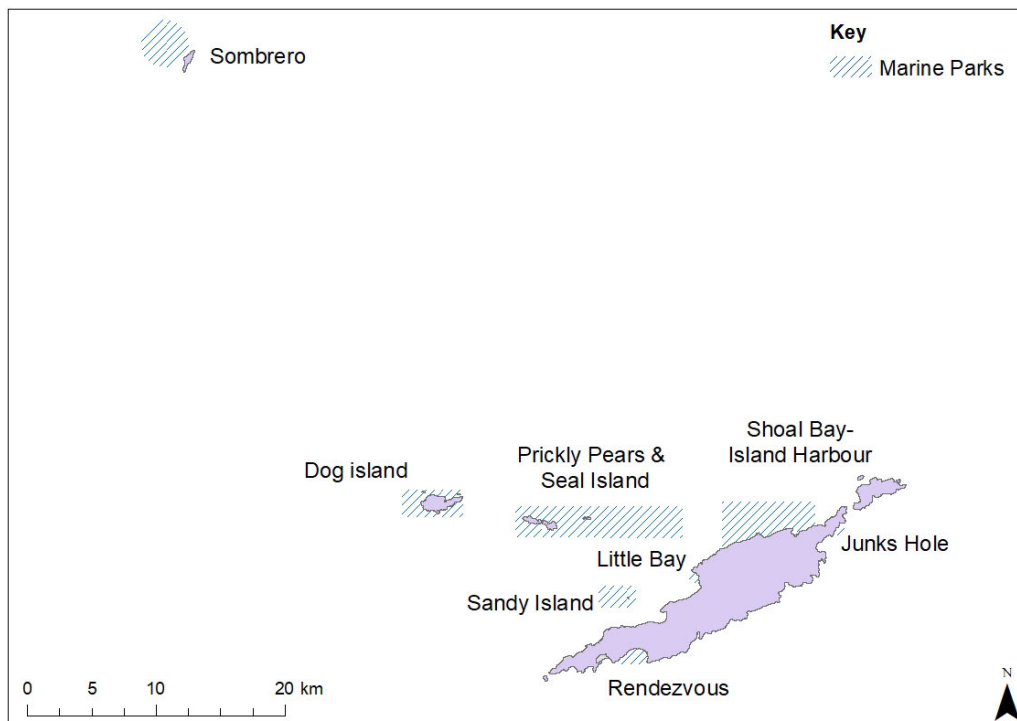 Key
Marine Parks
Sombrero
Shoal Bay-
Island Harbour
Prickly Pears &
Seal Island
Dog island
Junks Hole
Little Bay
Sandy Island
Rendezvous
0 5 10 20 km
N